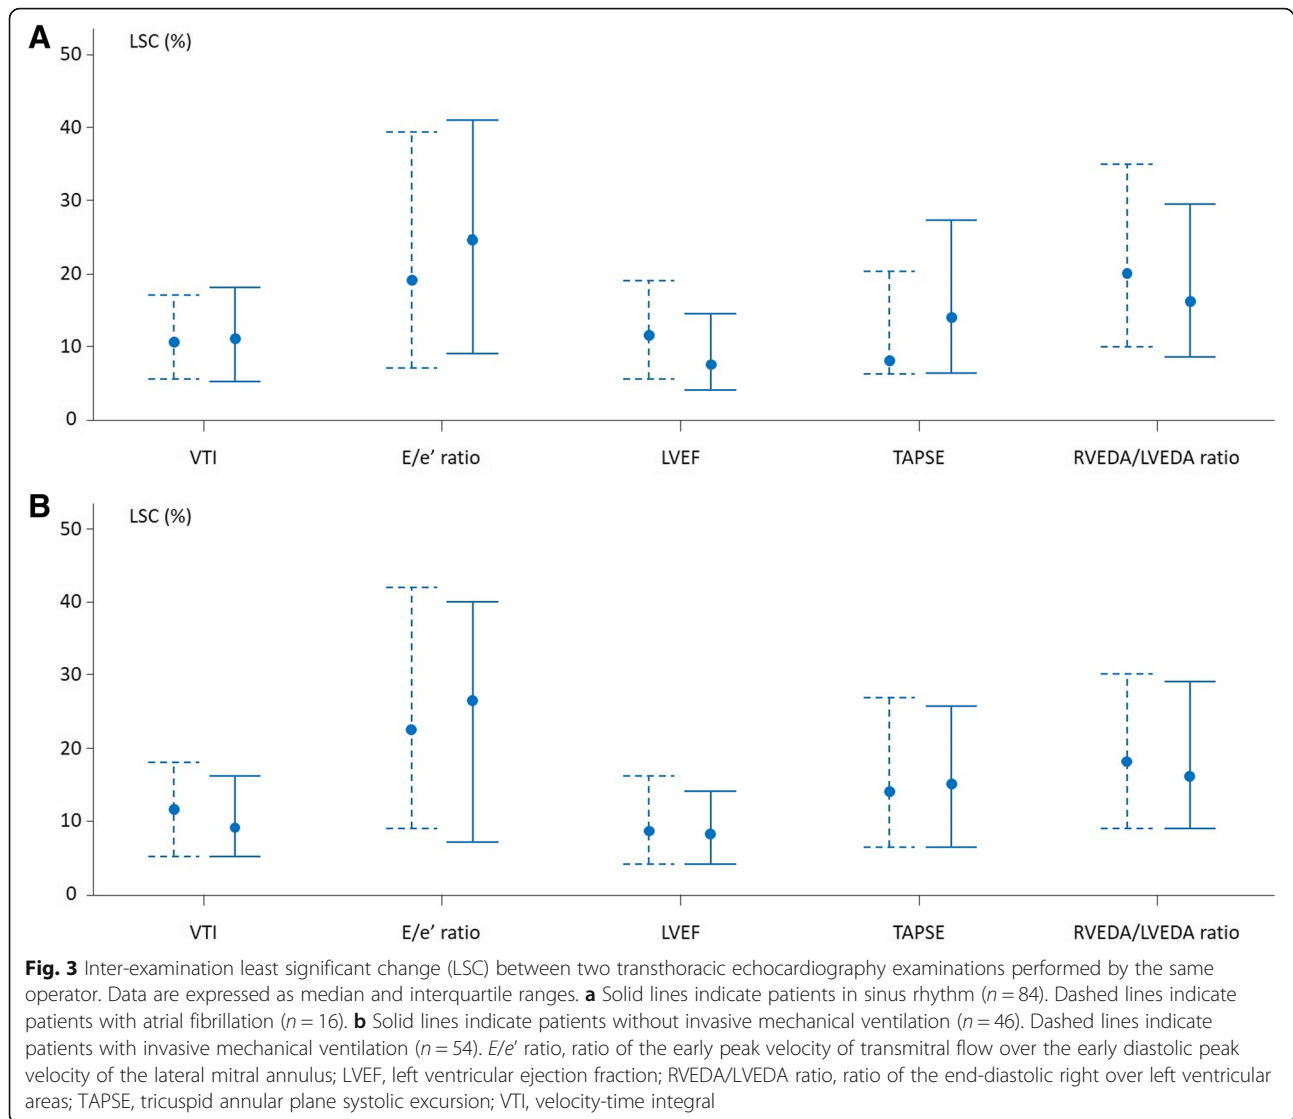 A
LSC (%)
50
40
30
20
10
0
VTI
E/e’ ratio
LVEF
TAPSE
RVEDA/LVEDA ratio
B
LSC (%)
50
40
30
20
10
0
VTI
E/e’ ratio
LVEF
TAPSE
RVEDA/LVEDA ratio
Fig. 3 Inter-examination least significant change (LSC) between two transthoracic echocardiography examinations performed by the same
operator. Data are expressed as median and interquartile ranges. a Solid lines indicate patients in sinus rhythm (n = 84). Dashed lines indicate
patients with atrial fibrillation (n = 16). b Solid lines indicate patients without invasive mechanical ventilation (n = 46). Dashed lines indicate
patients with invasive mechanical ventilation (n = 54). E/e′ ratio, ratio of the early peak velocity of transmitral flow over the early diastolic peak
velocity of the lateral mitral annulus; LVEF, left ventricular ejection fraction; RVEDA/LVEDA ratio, ratio of the end-diastolic right over left ventricular
areas; TAPSE, tricuspid annular plane systolic excursion; VTI, velocity-time integral